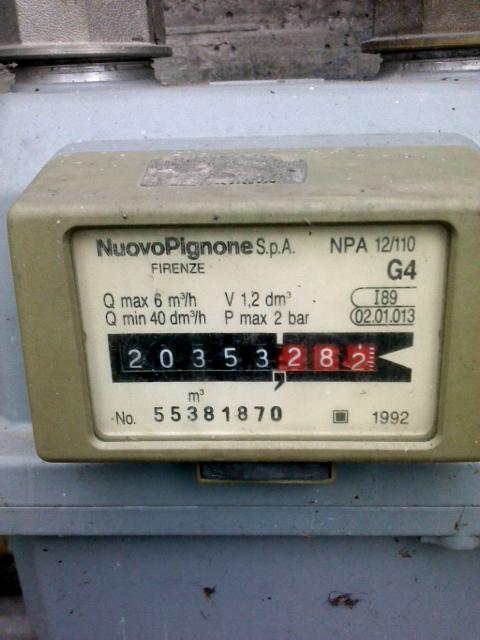 NuovoPignone S.p.A. NPA 12/110
FIRENZE G4
Q max 6 m³/h V 1,2 dm³ I89
Q min 40 dm³/h P max 2 bar 02.01.013
20353,282
m³
No. 55381870 1992